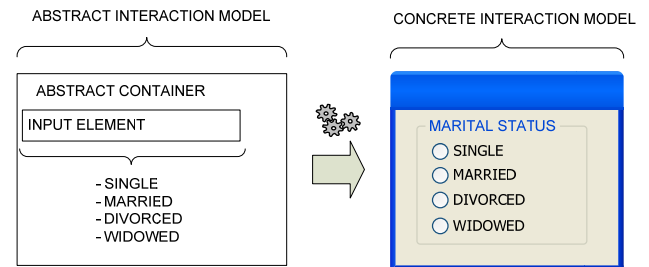 ABSTRACT INTERACTION MODEL
ABSTRACT CONTAINER
INPUT ELEMENT
- SINGLE
- MARRIED
- DIVORCED
- WIDOWED
CONCRETE INTERACTION MODEL
MARITAL STATUS
SINGLE
MARRIED
DIVORCED
WIDOWED